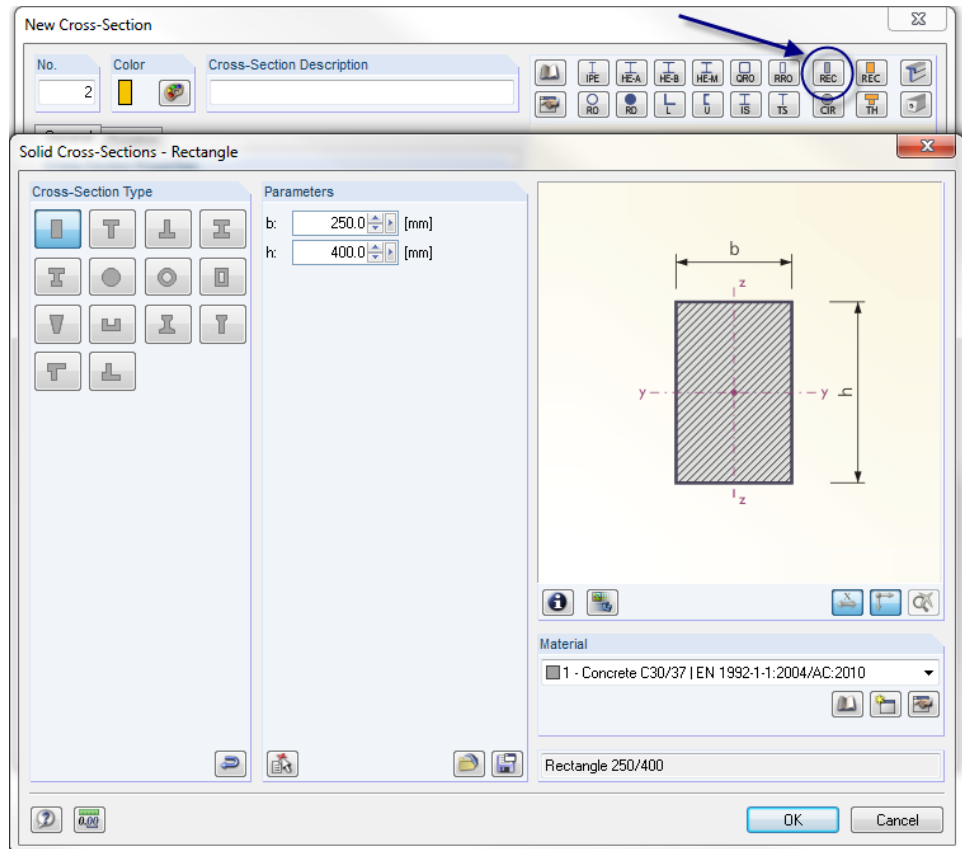 New Cross-Section
No. Color Cross-Section Description
2
IPE HE-A HE-B HE-M QRO RRO REC REC
RO RO L U IS TS CIR TH
Solid Cross-Sections - Rectangle
Cross-Section Type Parameters
b: 250.0 [mm]
h: 400.0 [mm]
b
z
y y h
z
Material
1 - Concrete C30/37 | EN 1992-1-1:2004/AC:2010
Rectangle 250/400
0.00
OK Cancel